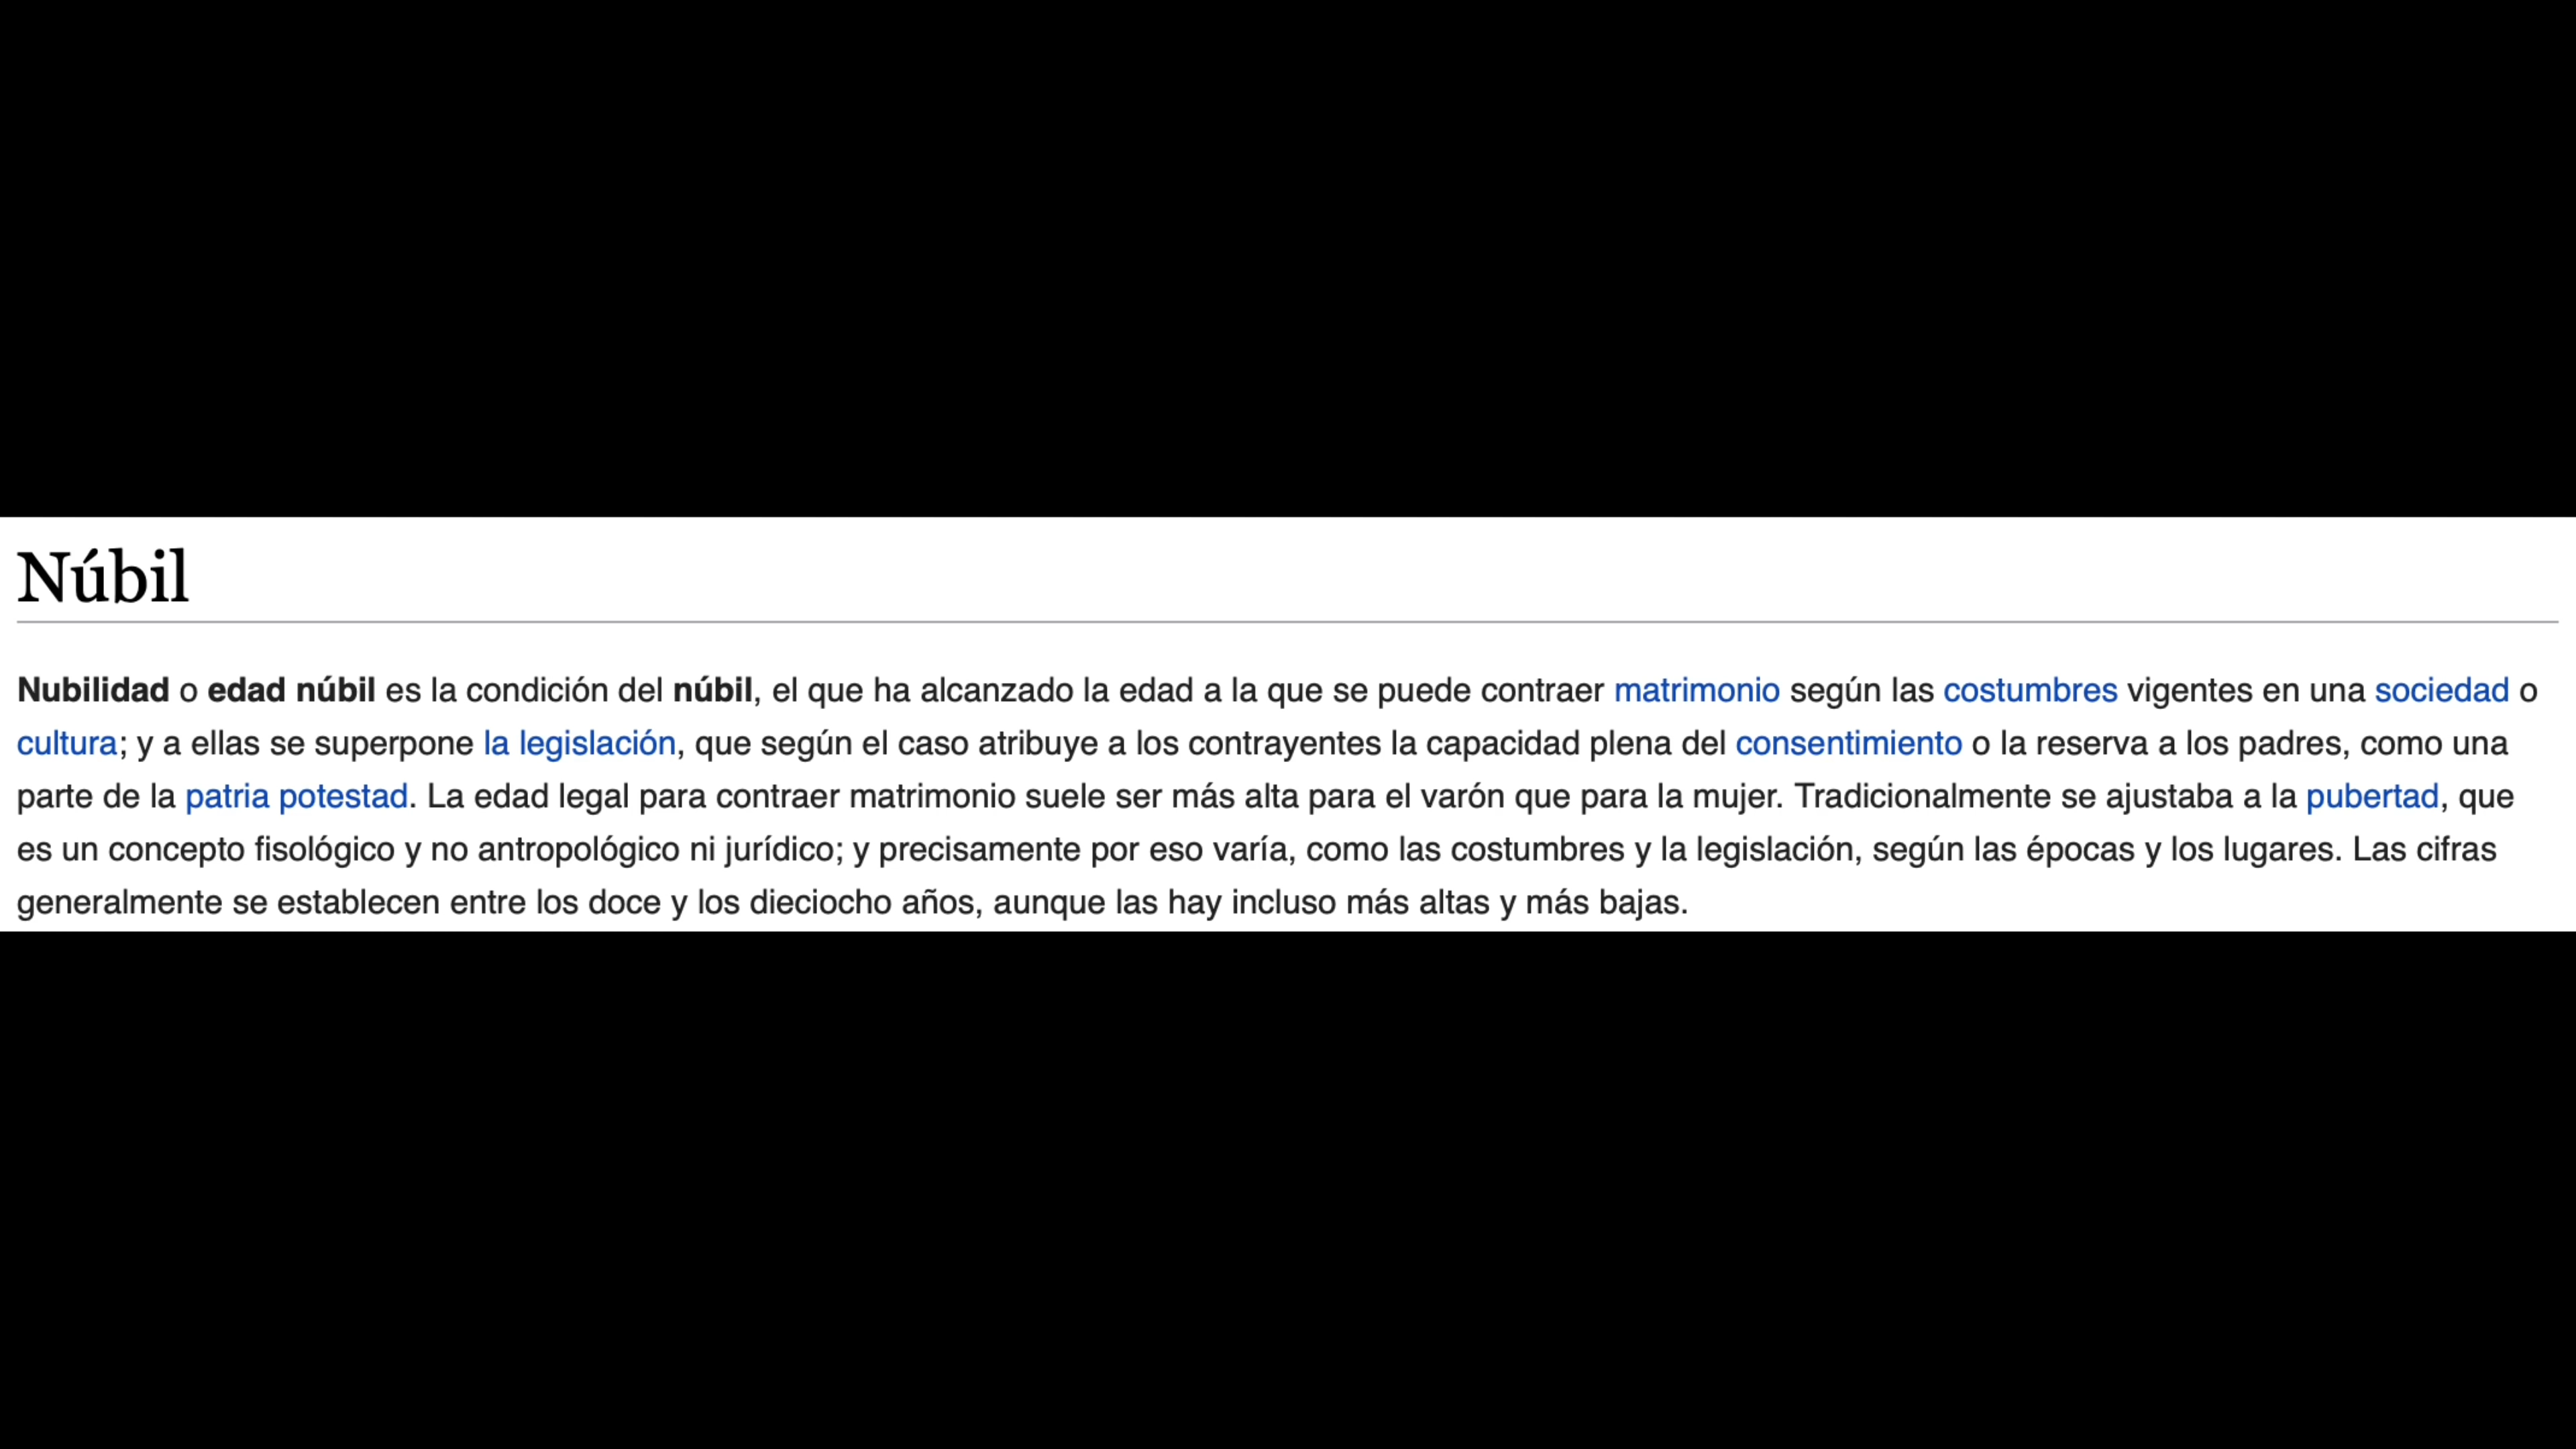 Núbil
Nubilidad o edad núbil es la condición del núbil, el que ha alcanzado la edad a la que se puede contraer matrimonio según las costumbres vigentes en una sociedad o
cultura; y a ellas se superpone la legislación, que según el caso atribuye a los contrayentes la capacidad plena del consentimiento o la reserva a los padres, como una
parte de la patria potestad. La edad legal para contraer matrimonio suele ser más alta para el varón que para la mujer. Tradicionalmente se ajustaba a la pubertad, que
es un concepto fisológico y no antropológico ni jurídico; y precisamente por eso varía, como las costumbres y la legislación, según las épocas y los lugares. Las cifras
generalmente se establecen entre los doce y los dieciocho años, aunque las hay incluso más altas y más bajas.